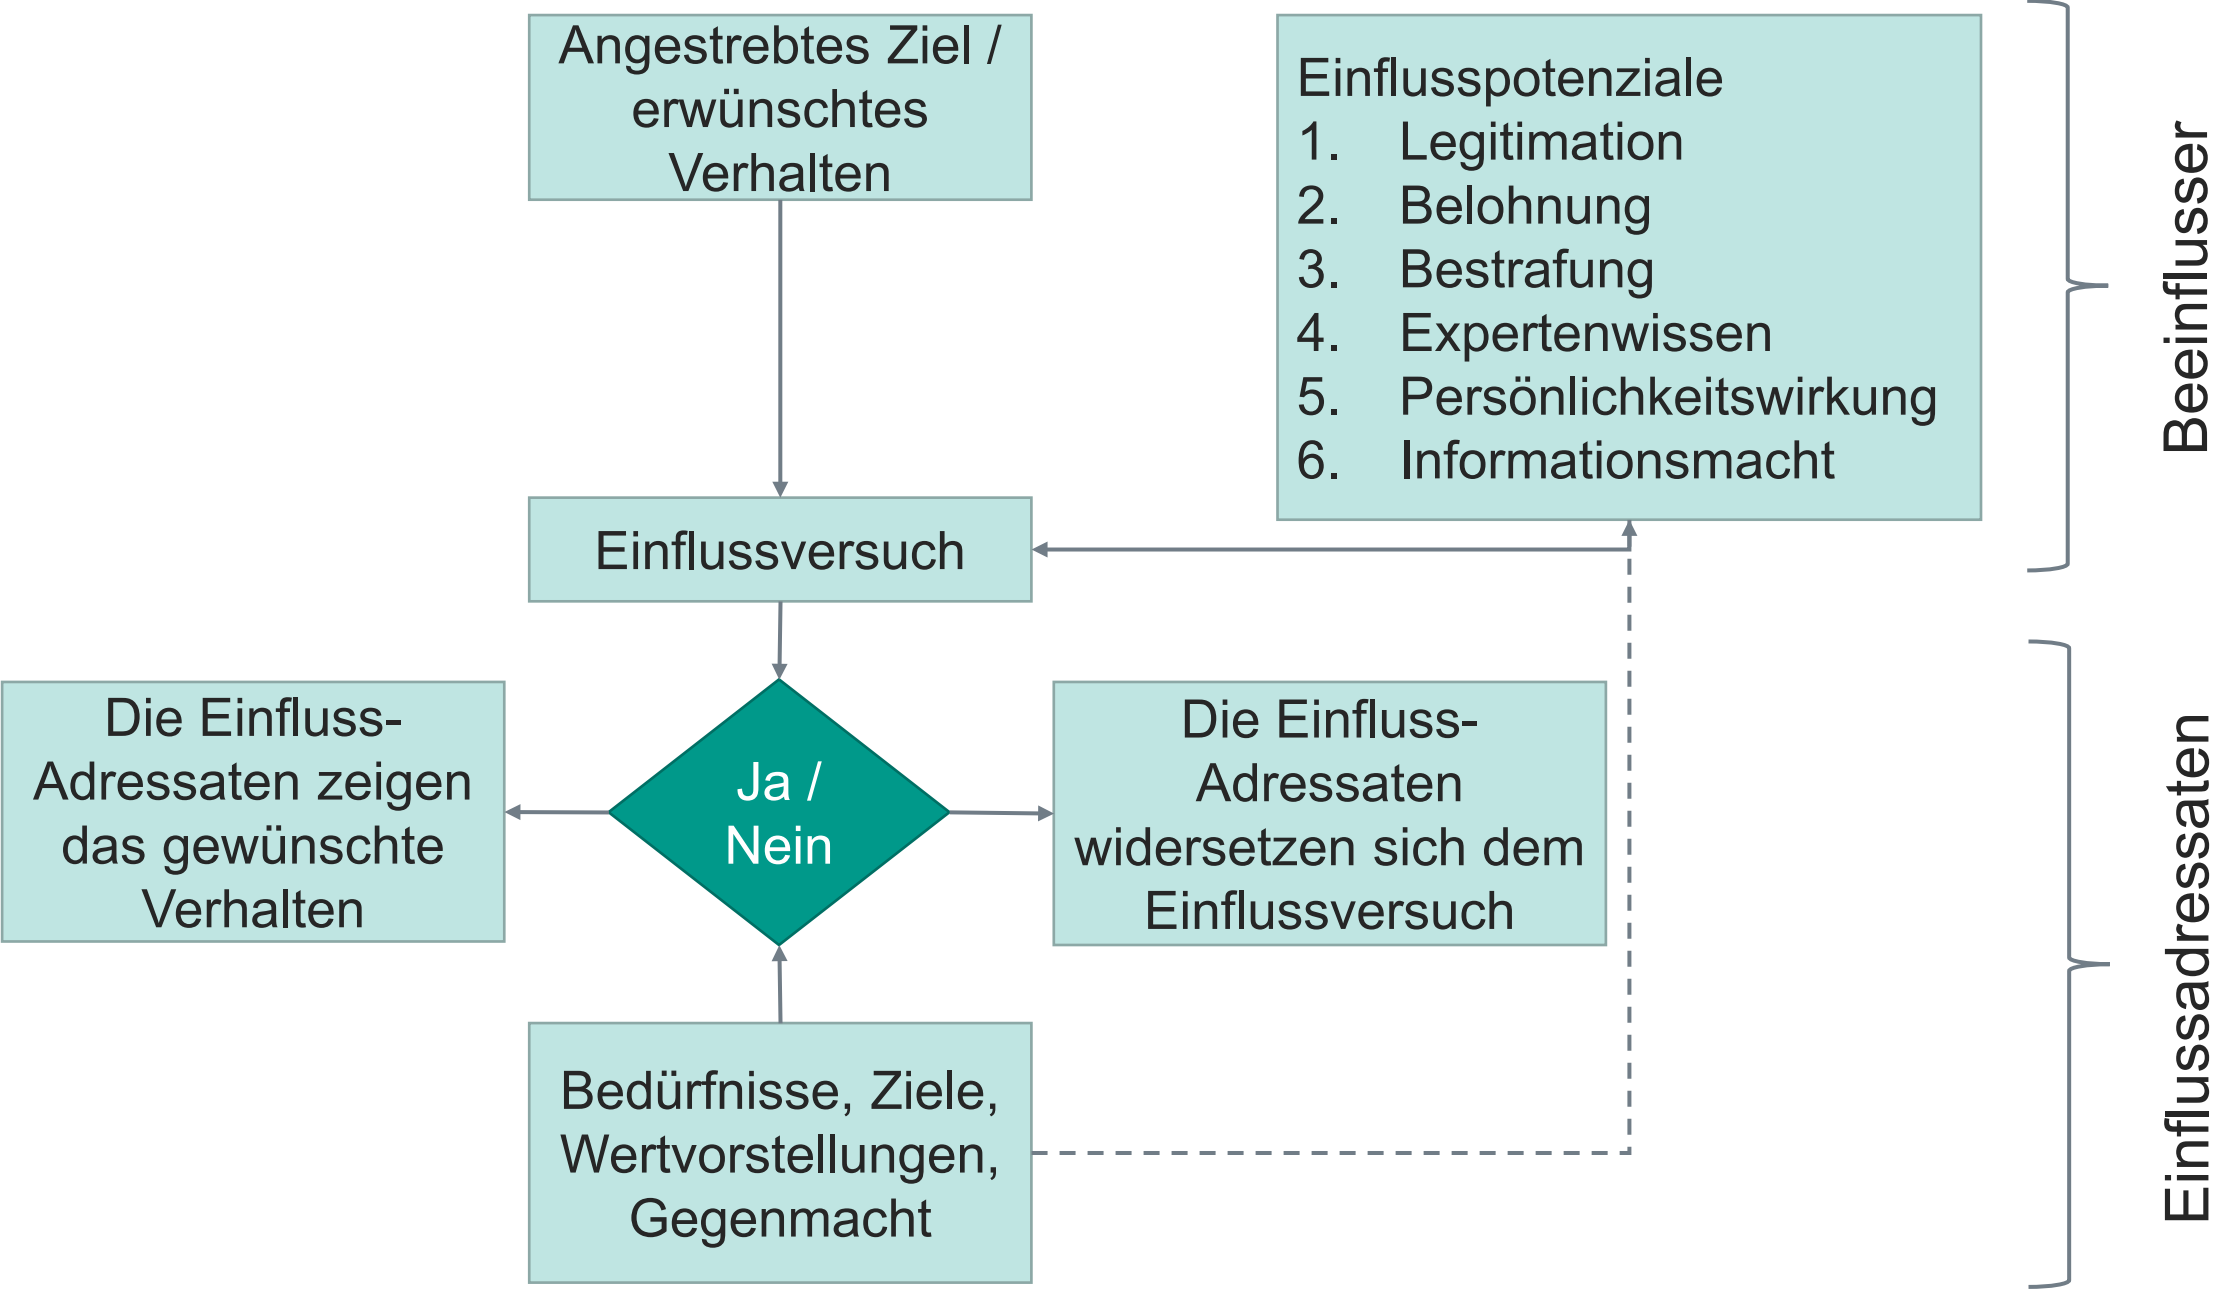 Angestrebtes Ziel /
erwünschtes
Verhalten
Einflusspotenziale
1. Legitimation
2. Belohnung
3. Bestrafung
4. Expertenwissen
5. Persönlichkeitswirkung
6. Informationsmacht
Beeinflusser
Einflussversuch
Die Einfluss-
Adressaten zeigen
das gewünschte
Verhalten
Ja /
Nein
Die Einfluss-
Adressaten
widersetzen sich dem
Einflussversuch
Bedürfnisse, Ziele,
Wertvorstellungen,
Gegenmacht
Einflussadressaten